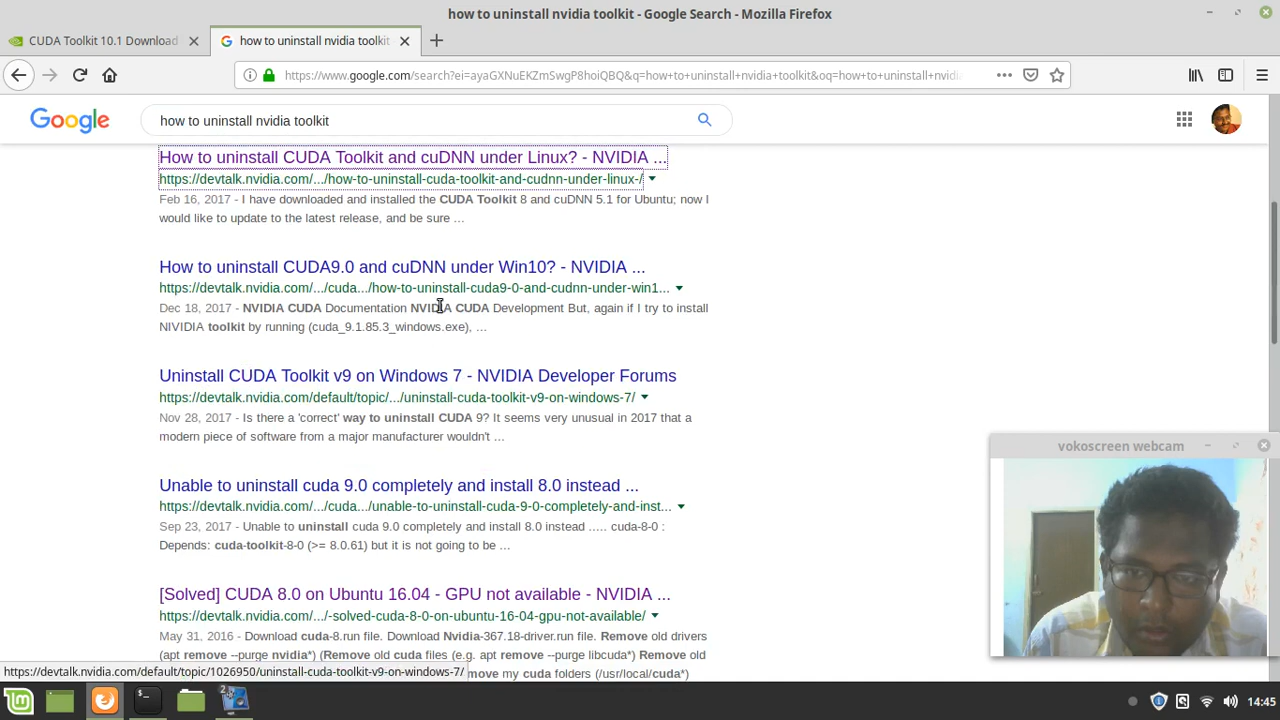 how to uninstall nvidia toolkit - Google Search - Mozilla Firefox
CUDA Toolkit 10.1 Download
how to uninstall nvidia toolkit
https://www.google.com/search?ei=ayaGXNuEKZmSwgP8hoiQBQ&q=how+to+uninstall+nvidia+toolkit&oq=how+to+uninstall+nvid
Google
how to uninstall nvidia toolkit
How to uninstall CUDA Toolkit and cuDNN under Linux? - NVIDIA ...
https://devtalk.nvidia.com/.../how-to-uninstall-cuda-toolkit-and-cudnn-under-linux-/
Feb 16, 2017 - I have downloaded and installed the CUDA Toolkit 8 and cuDNN 5.1 for Ubuntu; now I
would like to update to the latest release, and be sure ...
How to uninstall CUDA9.0 and cuDNN under Win10? - NVIDIA ...
https://devtalk.nvidia.com/.../cuda.../how-to-uninstall-cuda9-0-and-cudnn-under-win1...
Dec 18, 2017 - NVIDIA CUDA Documentation NVIDIA CUDA Development But, again if I try to install
NIVIDIA toolkit by running (cuda_9.1.85.3_windows.exe), ...
Uninstall CUDA Toolkit v9 on Windows 7 - NVIDIA Developer Forums
https://devtalk.nvidia.com/default/topic/.../uninstall-cuda-toolkit-v9-on-windows-7/
Nov 28, 2017 - Is there a 'correct' way to uninstall CUDA 9? It seems very unusual in 2017 that a
modern piece of software from a major manufacturer wouldn't ...
vokoscreen webcam
Unable to uninstall cuda 9.0 completely and install 8.0 instead ...
https://devtalk.nvidia.com/.../cuda.../unable-to-uninstall-cuda-9-0-completely-and-inst...
Sep 23, 2017 - Unable to uninstall cuda 9.0 completely and install 8.0 instead ..... cuda-8-0 :
Depends: cuda-toolkit-8-0 (>= 8.0.61) but it is not going to be ...
[Solved] CUDA 8.0 on Ubuntu 16.04 - GPU not available - NVIDIA ...
https://devtalk.nvidia.com/.../-solved-cuda-8-0-on-ubuntu-16-04-gpu-not-available/
May 31, 2016 - Download cuda-8.run file. Download Nvidia-367.18-driver.run file. Remove old drivers
(apt remove --purge nvidia*) (Remove old cuda files (e.g. apt remove --purge libcuda*) Remove old
https://devtalk.nvidia.com/default/topic/1026950/uninstall-cuda-toolkit-v9-on-windows-7/
move my cuda folders (/usr/local/cuda*)
2
14:45